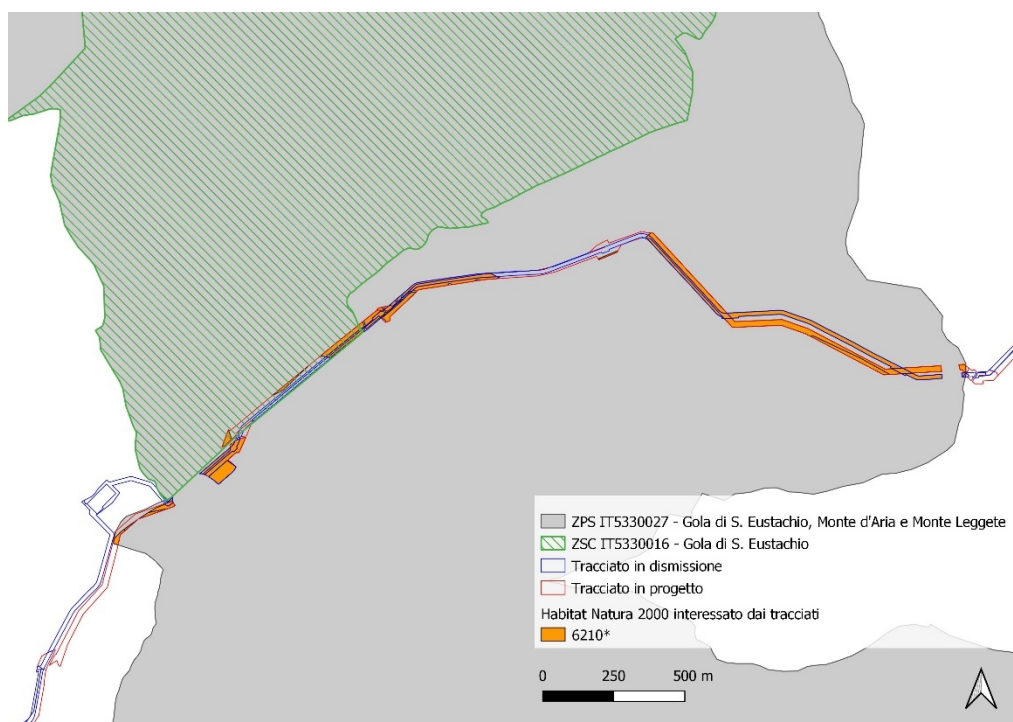 ZPS IT5330027 - Gola di S. Eustachio, Monte d'Aria e Monte Leggete
ZSC IT5330016 - Gola di S. Eustachio
Tracciato in dismissione
Tracciato in progetto
Habitat Natura 2000 interessato dai tracciati
6210*
0 250 500 m